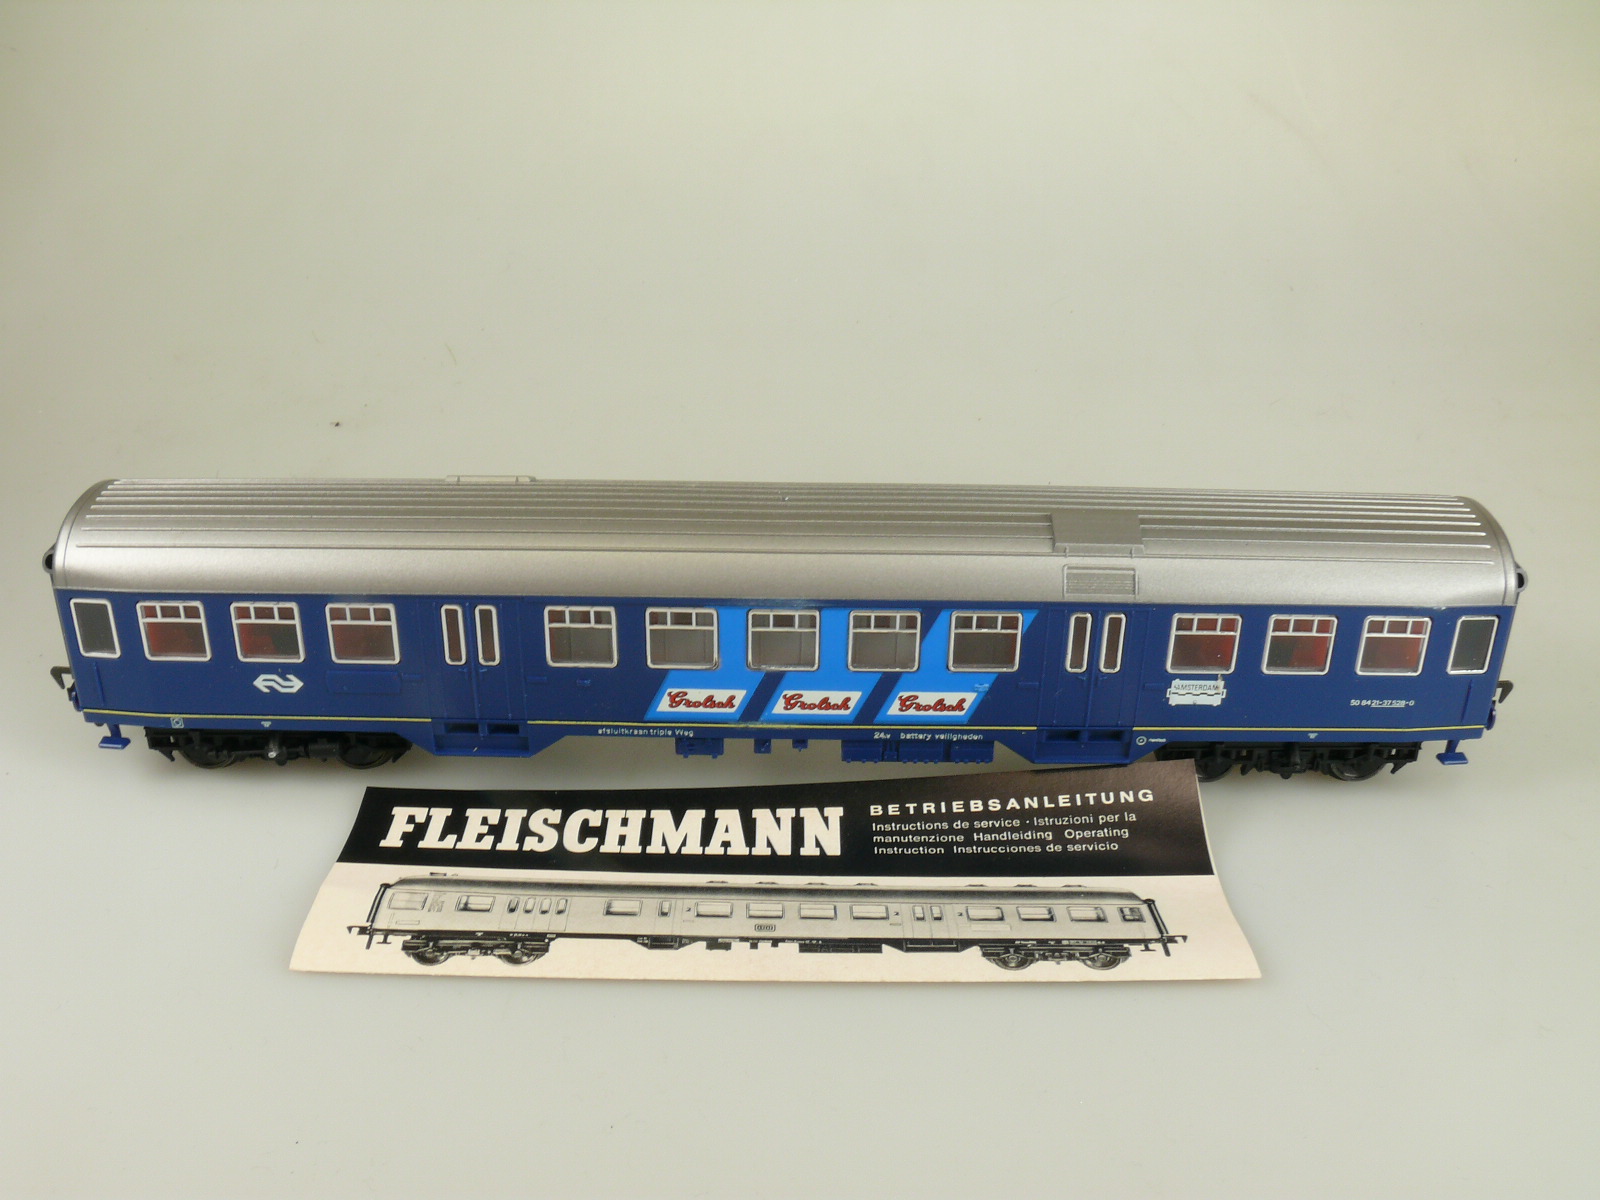 Grolsch Grolsch Grolsch
AMSTERDAM
50 84 21-37 528-0
afsluitkraan triple Weg
24.v battery veiligheden
FLEISCHMANN
BETRIEBSANLEITUNG
Instructions de service · Istruzioni per la
manutenzione Handleiding Operating
Instruction Instrucciones de servicio